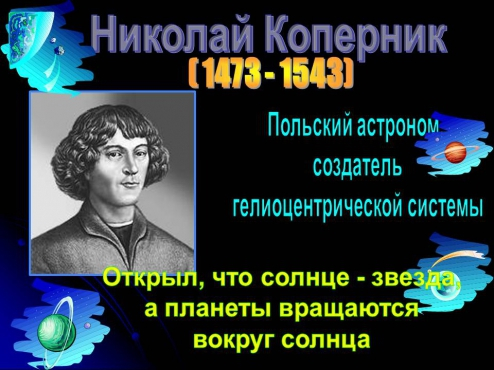 Николай Коперник
( 1473 - 1543)
Польский астроном
создатель
гелиоцентрической системы
Открыл, что солнце - звезда,
а планеты вращаются
вокруг солнца